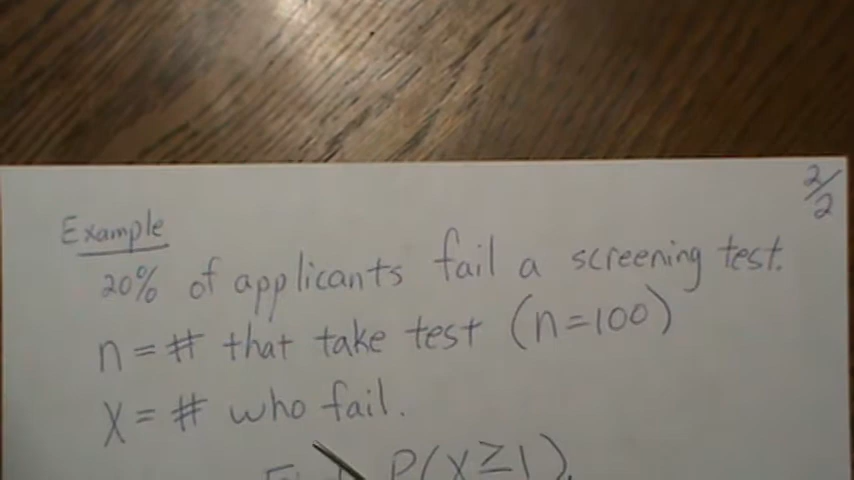 2/2
Example
20% of applicants fail a screening test.
n = # that take test (n=100)
X = # who fail.
P(X≥1).